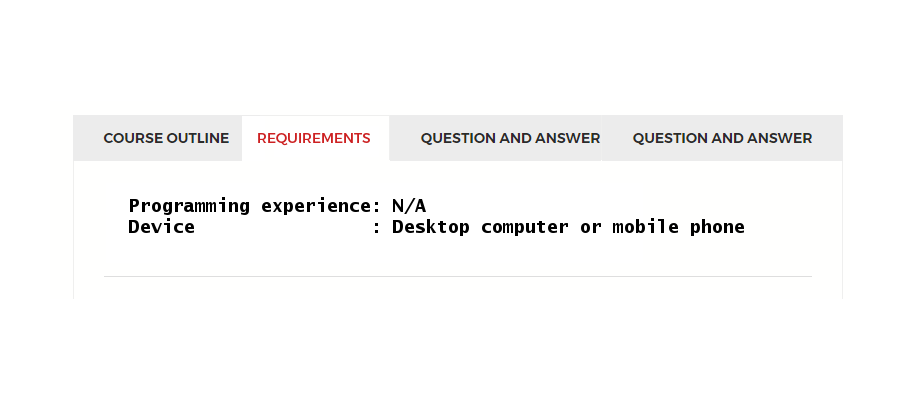 COURSE OUTLINE REQUIREMENTS QUESTION AND ANSWER QUESTION AND ANSWER
Programming experience: N/A
Device : Desktop computer or mobile phone